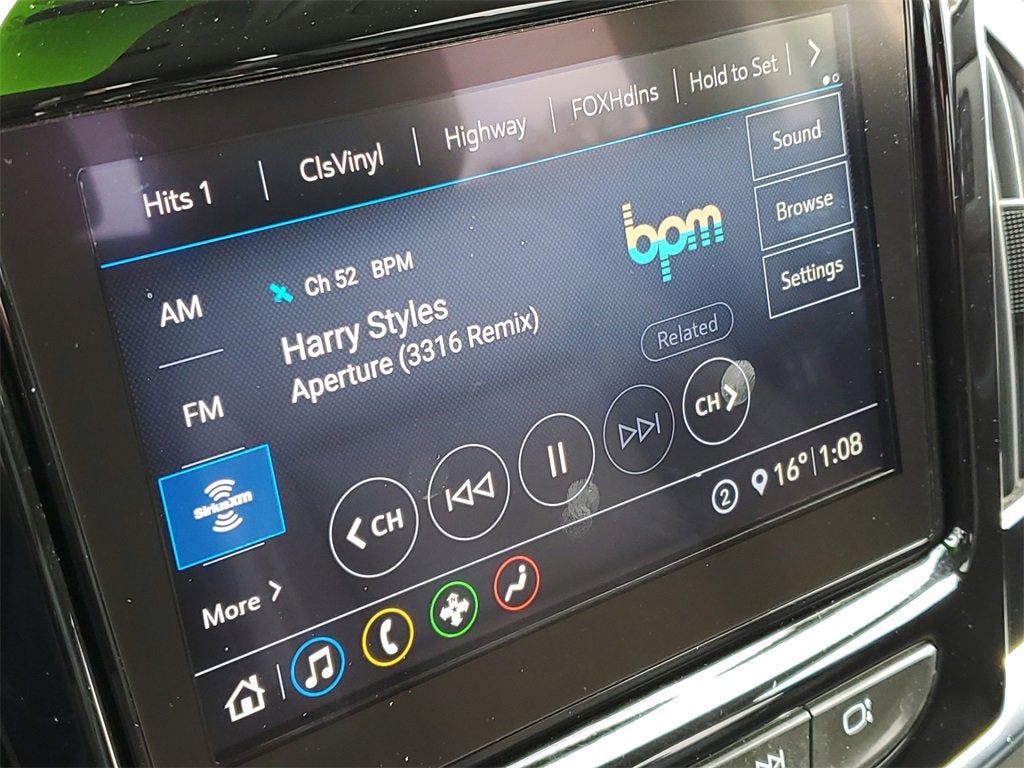 Hits 1
ClsVinyl
Highway
FOXHdlns
Hold to Set
Sound
Browse
Settings
AM
FM
SiriusXM
More
Ch 52 BPM
Harry Styles
Aperture (3316 Remix)
bpm
Related
CH
CH
2
16° 1:08